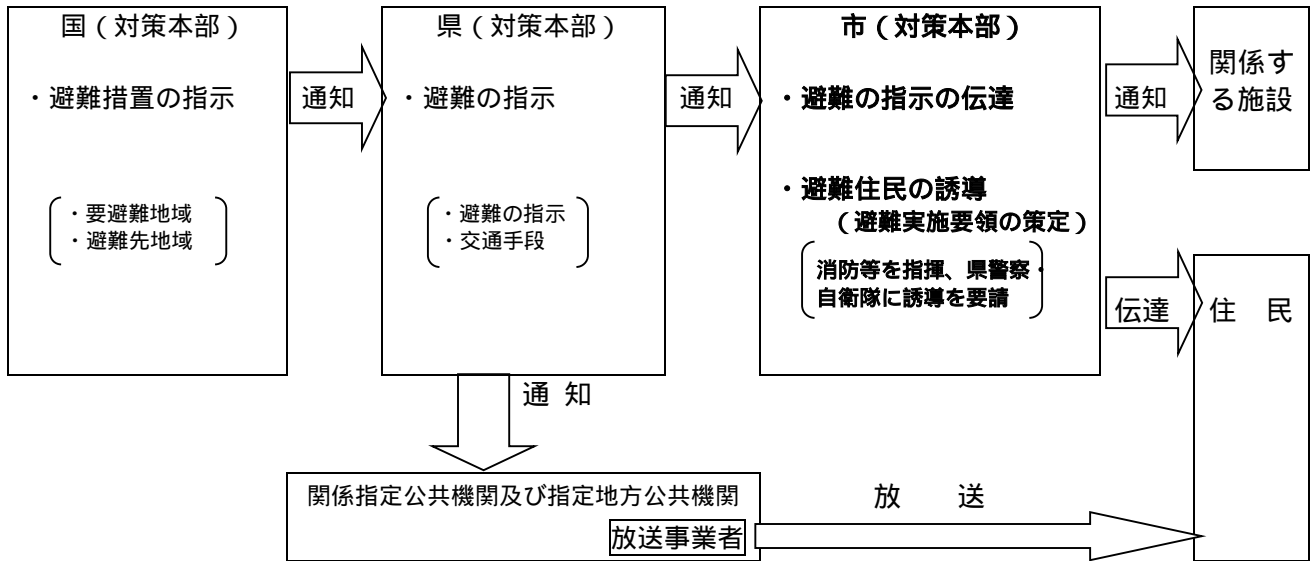 国（対策本部）
・避難措置の指示
・要避難地域
・避難先地域
通知
県（対策本部）
・避難の指示
・避難の指示
・交通手段
通知
市（対策本部）
・避難の指示の伝達
・避難住民の誘導
（避難実施要領の策定）
消防等を指揮、県警察・
自衛隊に誘導を要請
通知
関係す
る施設
伝達
住　民
通 知
関係指定公共機関及び指定地方公共機関
放送事業者
放　　送